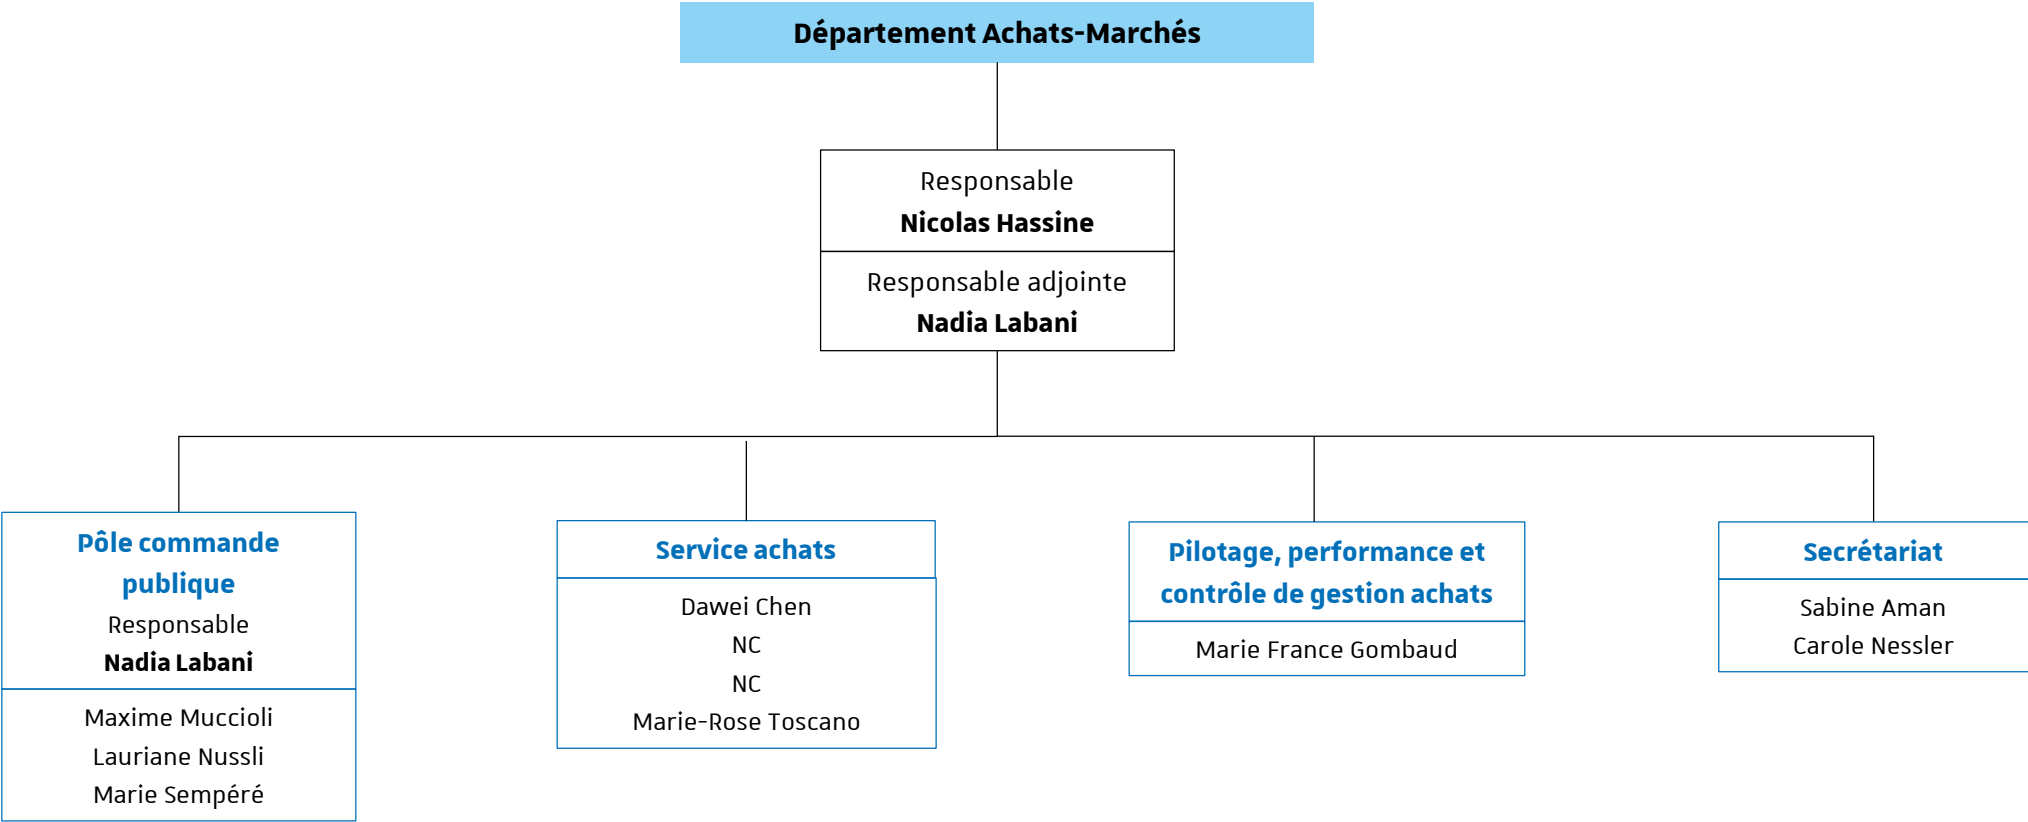 Département Achats-Marchés
Responsable
Nicolas Hassine
Responsable adjointe
Nadia Labani
Pôle commande
publique
Responsable
Nadia Labani
Maxime Muccioli
Lauriane Nussli
Marie Sempéré
Service achats
Dawei Chen
NC
NC
Marie-Rose Toscano
Pilotage, performance et
contrôle de gestion achats
Marie France Gombaud
Secrétariat
Sabine Aman
Carole Nessler